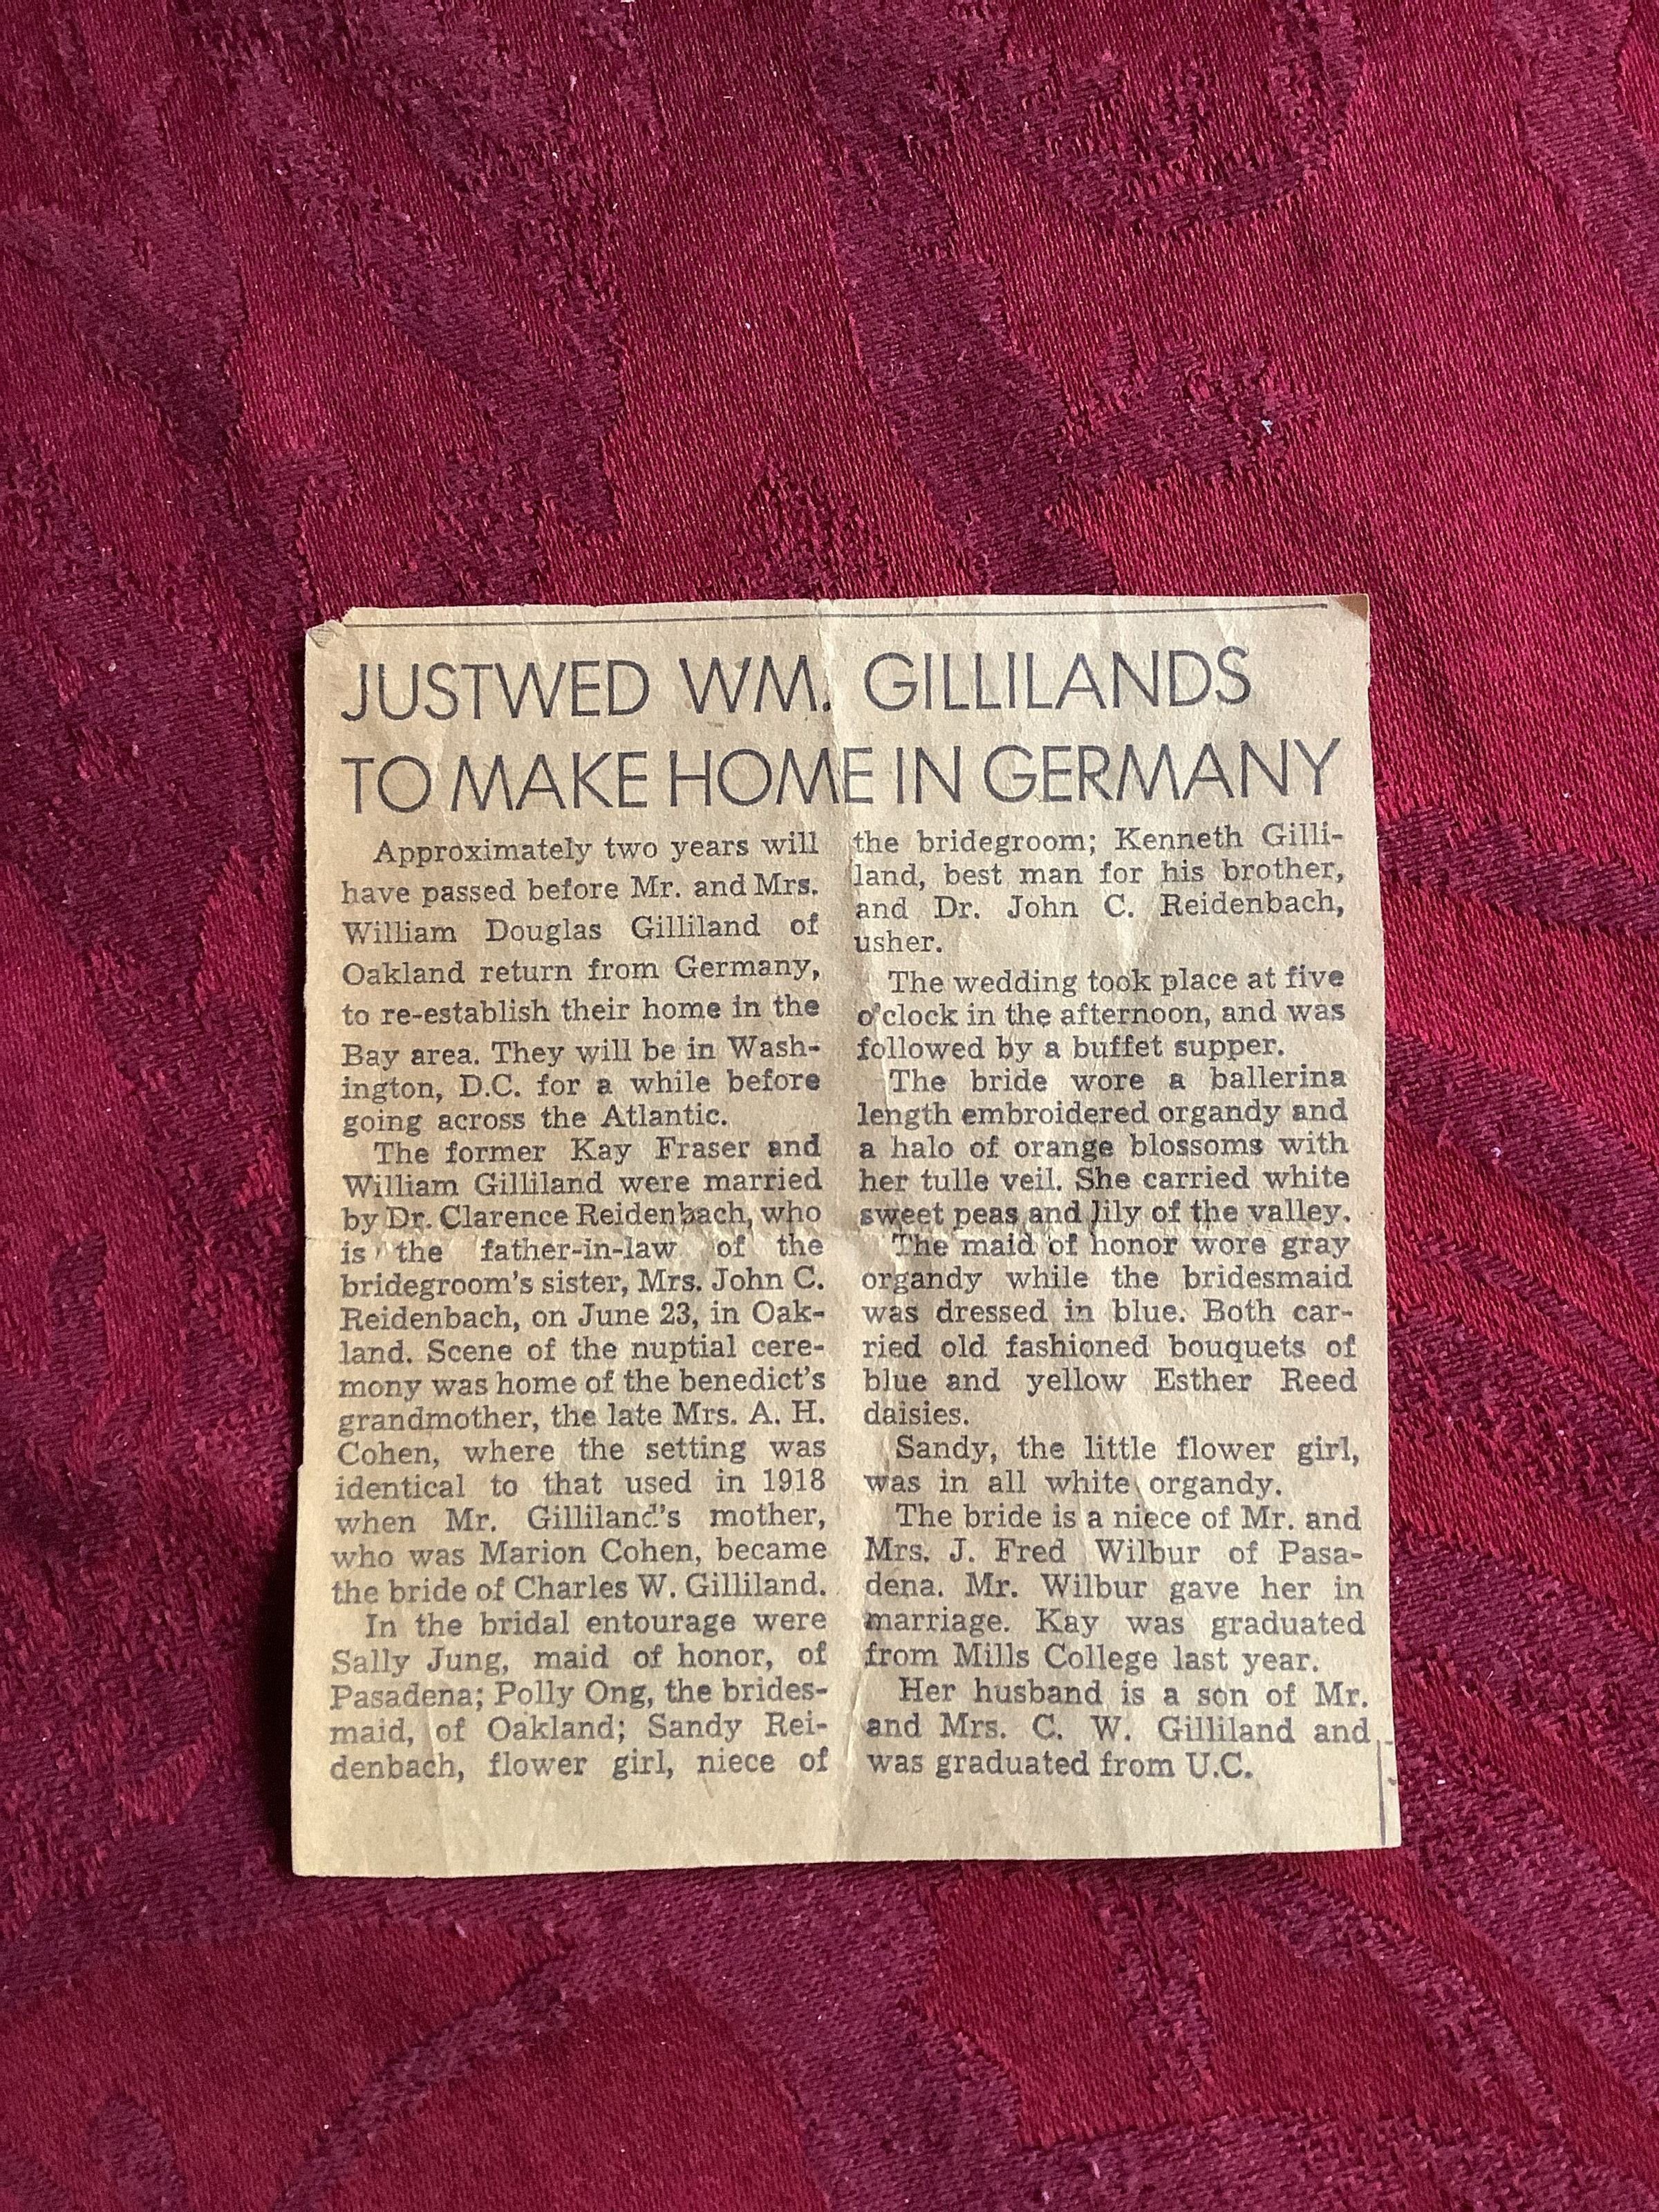 JUSTWED WM. GILLILANDS
TO MAKE HOME IN GERMANY
Approximately two years will
have passed before Mr. and Mrs.
William Douglas Gilliland of
Oakland return from Germany,
to re-establish their home in the
Bay area. They will be in Wash-
ington, D.C. for a while before
going across the Atlantic.
The former Kay Fraser and
William Gilliland were married
by Dr. Clarence Reidenbach, who
is the father-in-law of the
bridegroom's sister, Mrs. John C.
Reidenbach, on June 23, in Oak-
land. Scene of the nuptial cere-
mony was home of the benedict's
grandmother, the late Mrs. A. H.
Cohen, where the setting was
identical to that used in 1918
when Mr. Gilliland's mother,
who was Marion Cohen, became
the bride of Charles W. Gilliland.
In the bridal entourage were
Sally Jung, maid of honor, of
Pasadena; Polly Ong, the brides-
maid, of Oakland; Sandy Rei-
denbach, flower girl, niece of
the bridegroom; Kenneth Gilli-
land, best man for his brother,
and Dr. John C. Reidenbach,
usher.
The wedding took place at five
o'clock in the afternoon, and was
followed by a buffet supper.
The bride wore a ballerina
length embroidered organdy and
a halo of orange blossoms with
her tulle veil. She carried white
sweet peas and lily of the valley.
The maid of honor wore gray
organdy while the bridesmaid
was dressed in blue. Both car-
ried old fashioned bouquets of
blue and yellow Esther Reed
daisies.
Sandy, the little flower girl,
was in all white organdy.
The bride is a niece of Mr. and
Mrs. J. Fred Wilbur of Pasa-
dena. Mr. Wilbur gave her in
marriage. Kay was graduated
from Mills College last year.
Her husband is a son of Mr.
and Mrs. C. W. Gilliland and
was graduated from U.C.